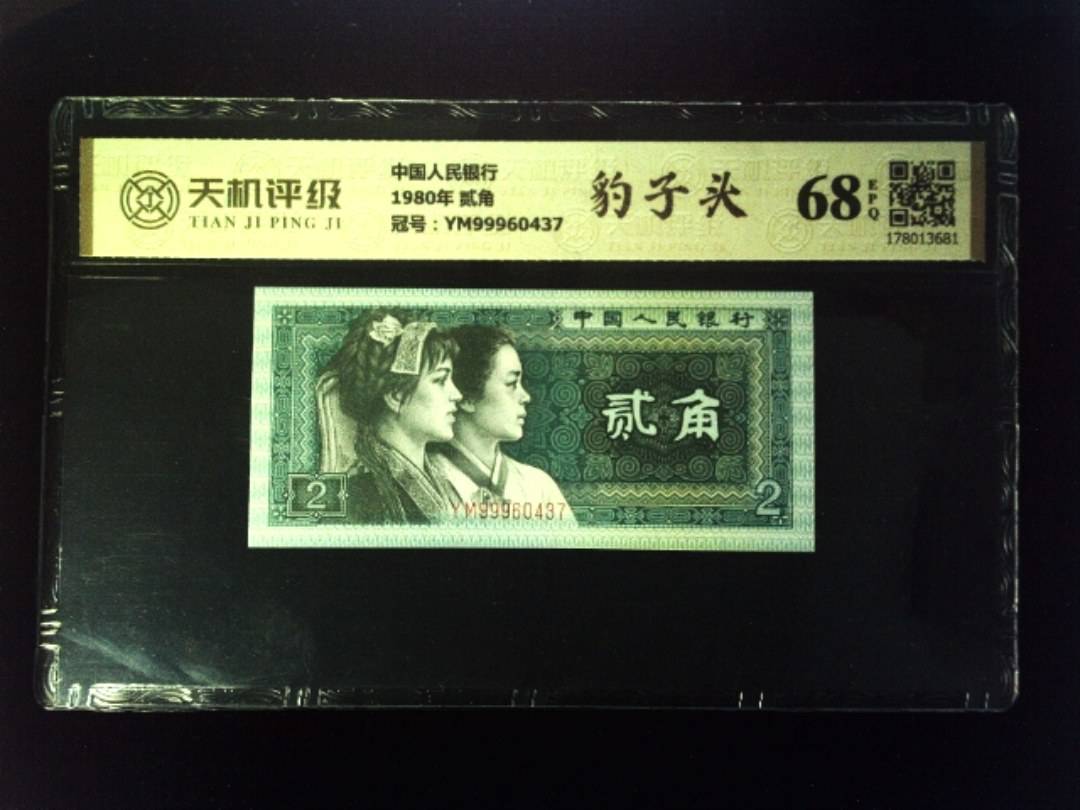 天机评级
TIAN JI PING JI
中国人民银行
1980年 贰角
冠号：YM99960437
豹子头
68
EPQ
178013681
中国人民银行
贰角
2
2
YM99960437